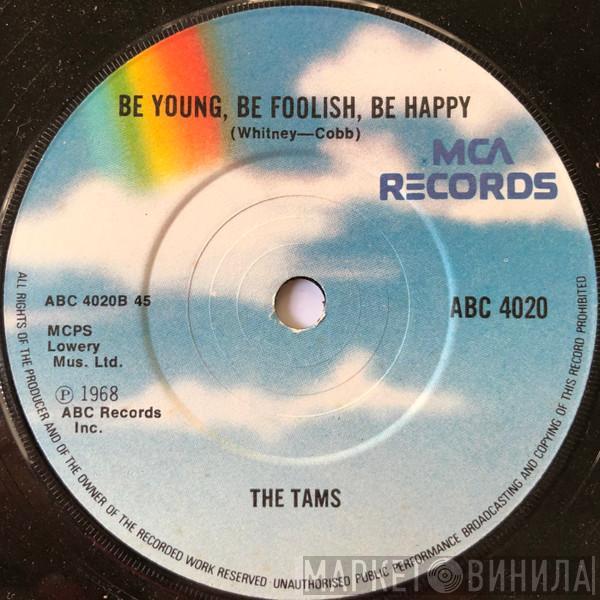 BE YOUNG, BE FOOLISH, BE HAPPY
(Whitney—Cobb)
MCA
RECORDS
ABC 4020B 45
ABC 4020
MCPS
Lowery
Mus. Ltd.
Ⓟ 1968
ABC Records
Inc.
THE TAMS
ALL RIGHTS OF THE PRODUCER AND OF THE OWNER OF THE RECORDED WORK RESERVED · UNAUTHORISED PUBLIC PERFORMANCE BROADCASTING AND COPYING OF THIS RECORD PROHIBITED
МАРКЕТ ВИНИЛА